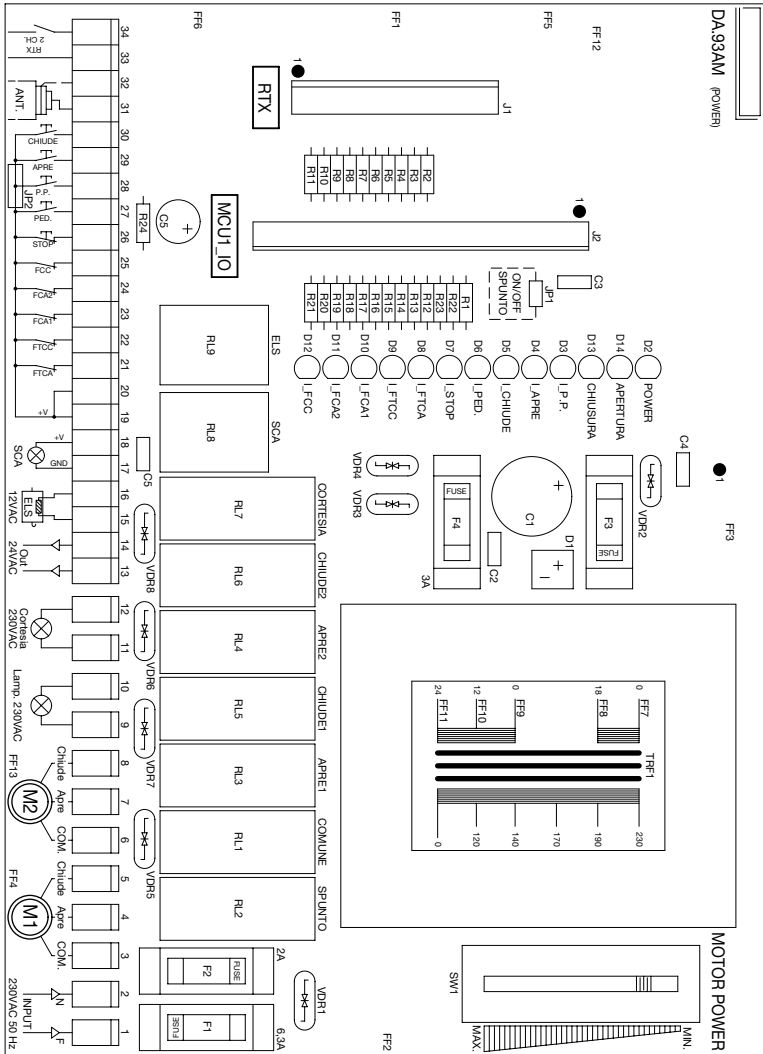 DA.93AM (POWER)
FF12
FF5
FF1
FF6
FF3
FF2
MOTOR POWER
MIN.
MAX.
SW1
1
J1
RTX
R2
R3
R4
R5
R6
R7
R8
R9
R10
R11
1
J2
MCU1_IO
C5
R24
C3
JP1
ON/OFF
SPUNTO
R1
R22
R23
R12
R13
R14
R15
R16
R17
R18
R19
R20
R21
D2 POWER
D14 APERTURA
D13 CHIUSURA
D3 I_P.P.
D4 I_APRE
D5 I_CHIUDE
D6 I_PED.
D7 I_STOP
D8 I_FTCA
D9 I_FTCC
D10 I_FCA1
D11 I_FCA2
D12 I_FCC
1
C4
VDR2
F3
FUSE
C1
D1
+
C2
FUSE
F4
3A
VDR4
VDR3
TRF1
0 FF7
18 FF8
0 FF9
12 FF10
24 FF11
230
190
170
140
120
0
ELS
RL9
SCA
RL8
CORTESIA
RL7
CHIUDE2
RL6
APRE2
RL4
CHIUDE1
RL5
APRE1
RL3
COMUNE
RL1
SPUNTO
RL2
2A
FUSE
F2
6,3A
F1
FUSE
VDR1
C5
VDR8
VDR6
VDR7
VDR5
34
33
32
31
30
29
28
27
26
25
24
23
22
21
20
19
18
17
16
15
14
13
12
11
10
9
8
7
6
5
4
3
2
1
2 CH.
RTX
ANT.
CHIUDE
APRE
P.P.
JP2
PED.
STOP
FCC
FCA2
FCA1
FTCC
FTCA
+V
+V
GND
SCA
ELS
12VAC
Out
24VAC
Cortesia
230VAC
Lamp. 230VAC
Chiude
Apre
COM.
M2
FF13
Chiude
Apre
COM.
M1
FF4
N
F
INPUT
230VAC 50 Hz